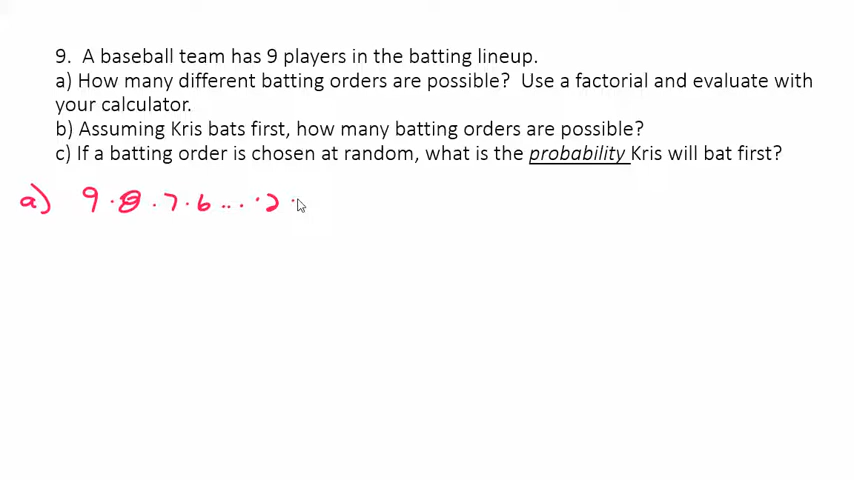 9. A baseball team has 9 players in the batting lineup.
a) How many different batting orders are possible? Use a factorial and evaluate with
your calculator.
b) Assuming Kris bats first, how many batting orders are possible?
c) If a batting order is chosen at random, what is the probability Kris will bat first?
a) 9 · 8 · 7 · 6 ... · 2 ·